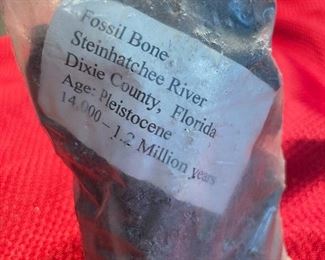 Fossil Bone
Steinhatchee River
Dixie County, Florida
Age: Pleistocene
14,000 – 1.2 Million years